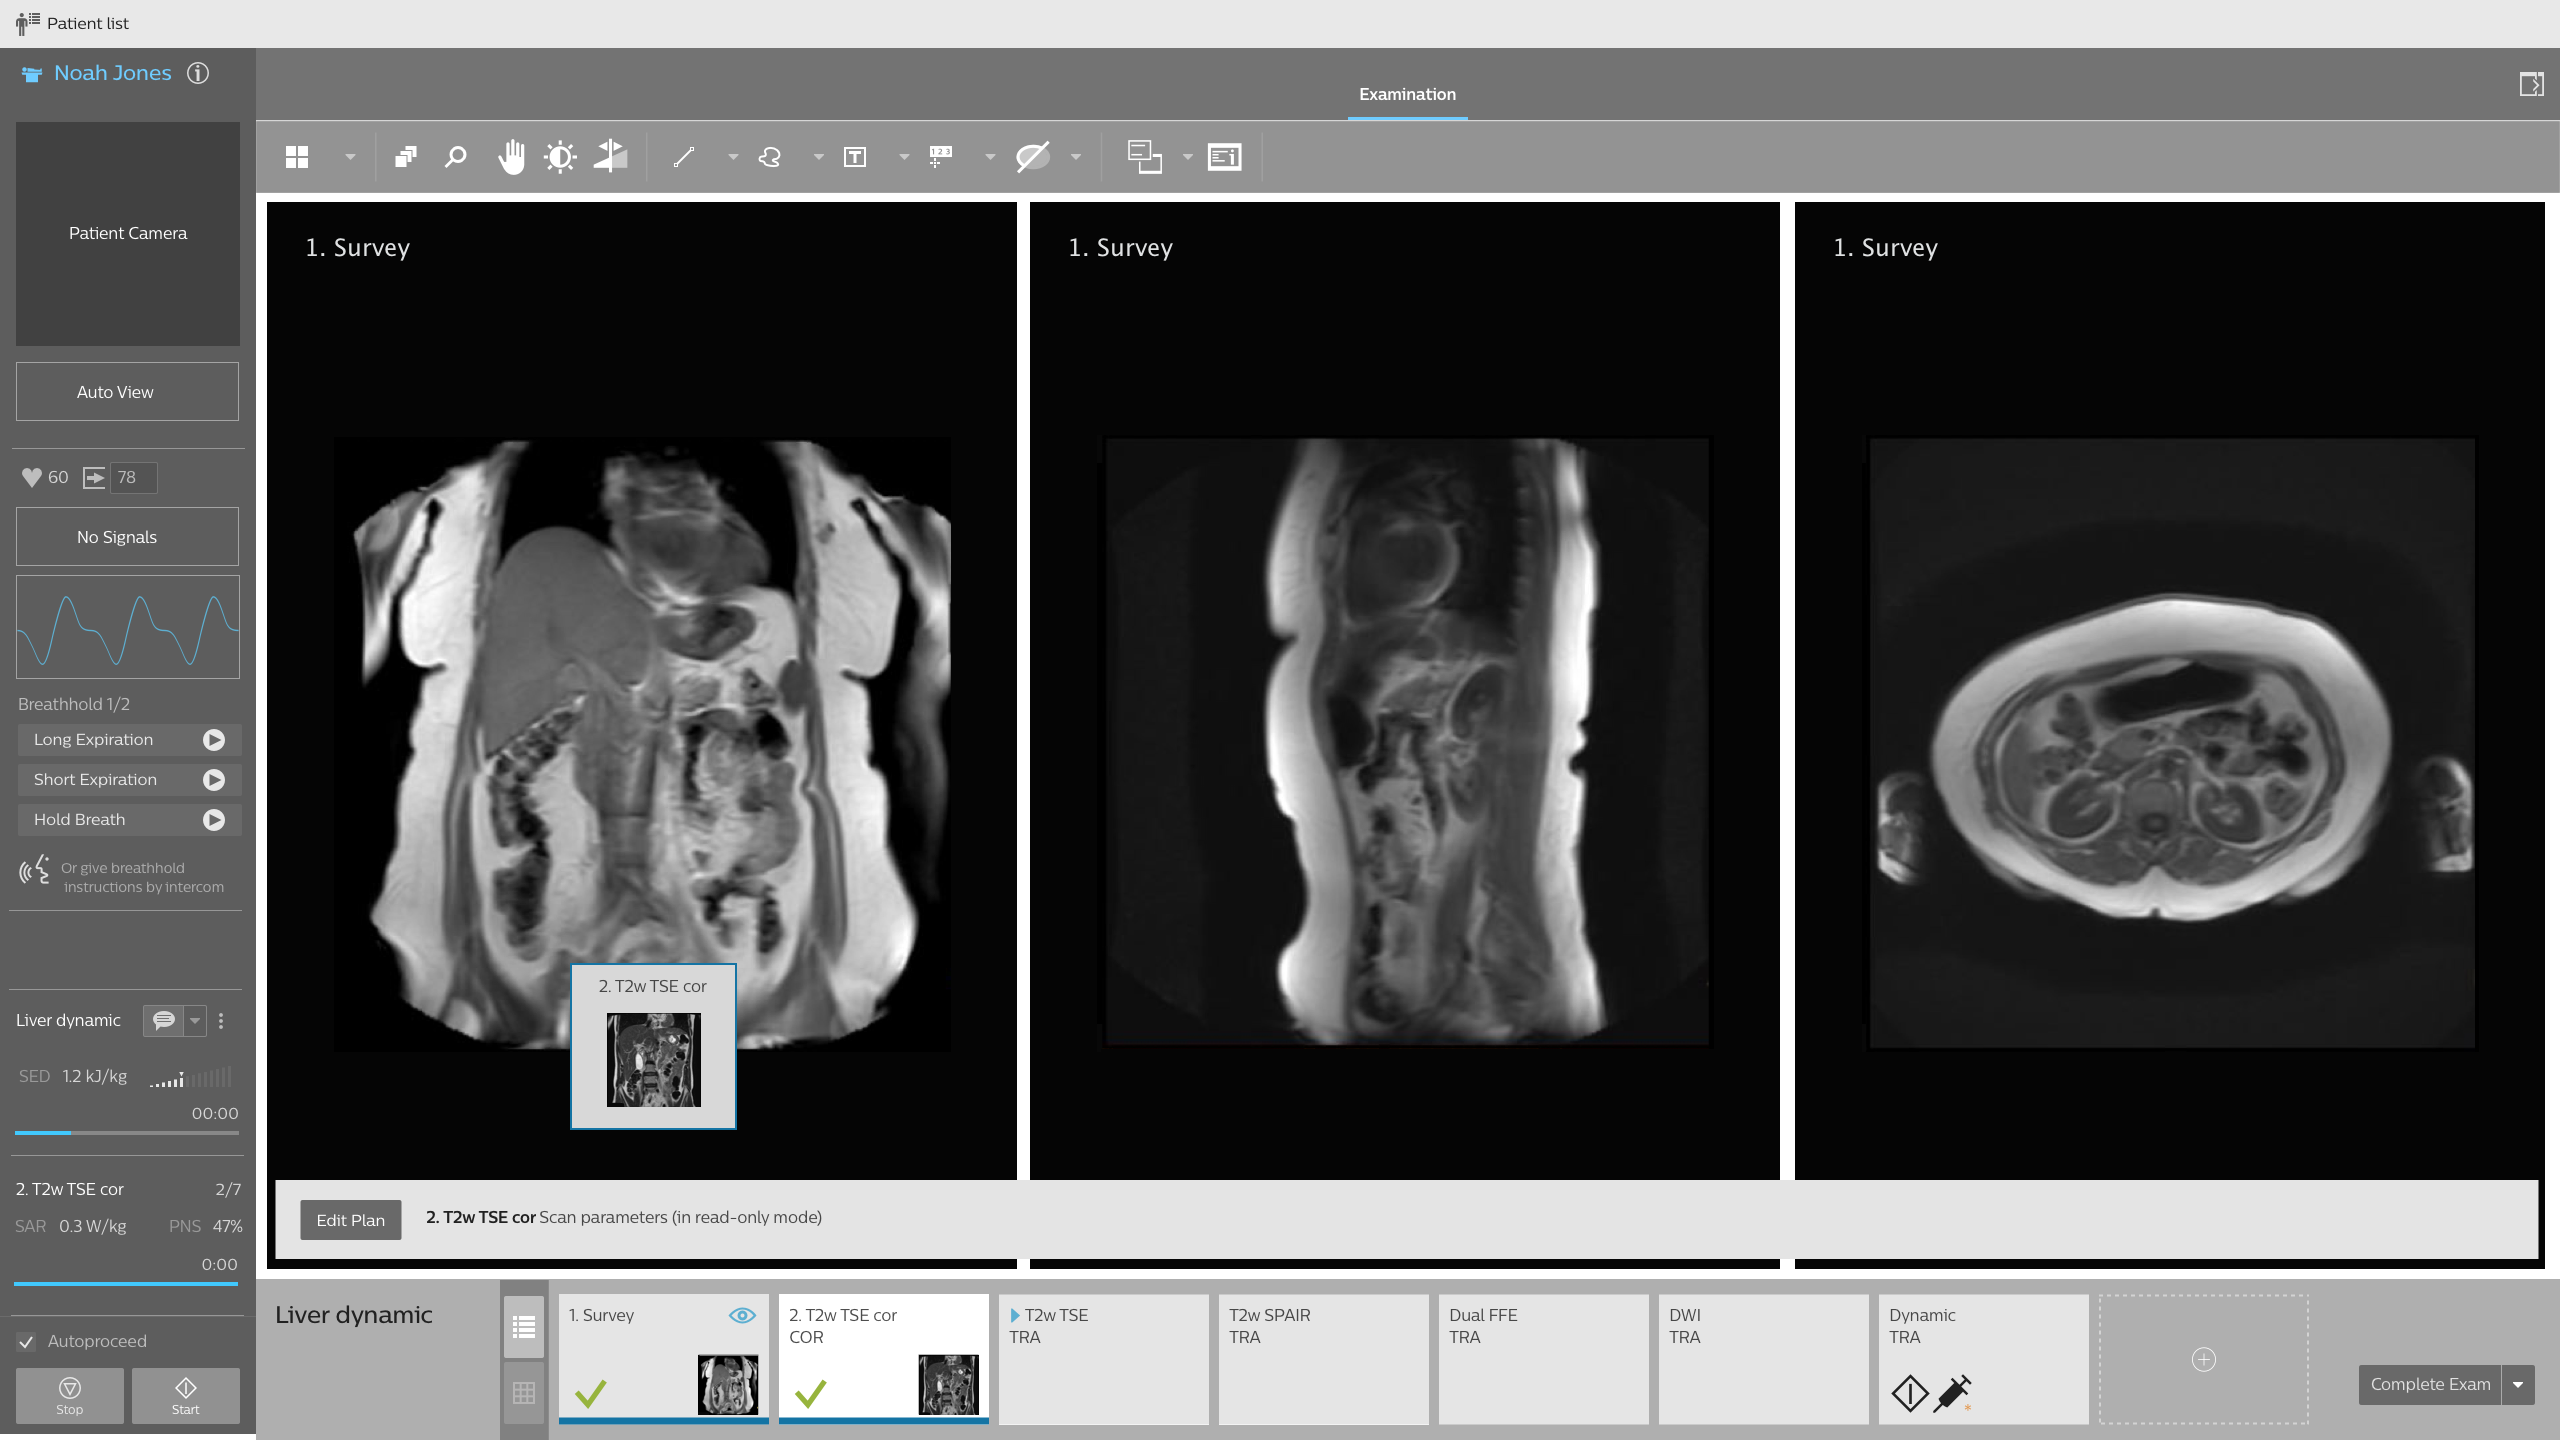 Patient list
Noah Jones
Examination
Patient Camera
Auto View
60
78
No Signals
Breathhold 1/2
Long Expiration
Short Expiration
Hold Breath
Or give breathhold
instructions by intercom
Liver dynamic
SED 1.2 kJ/kg
00:00
2. T2w TSE cor 2/7
SAR 0.3 W/kg PNS 47%
0:00
Autoproceed
Stop
Start
T
1 2 3
1. Survey
1. Survey
1. Survey
2. T2w TSE cor
Edit Plan
2. T2w TSE cor Scan parameters (in read-only mode)
Liver dynamic
1. Survey
2. T2w TSE cor
COR
T2w TSE
TRA
T2w SPAIR
TRA
Dual FFE
TRA
DWI
TRA
Dynamic
TRA
Complete Exam